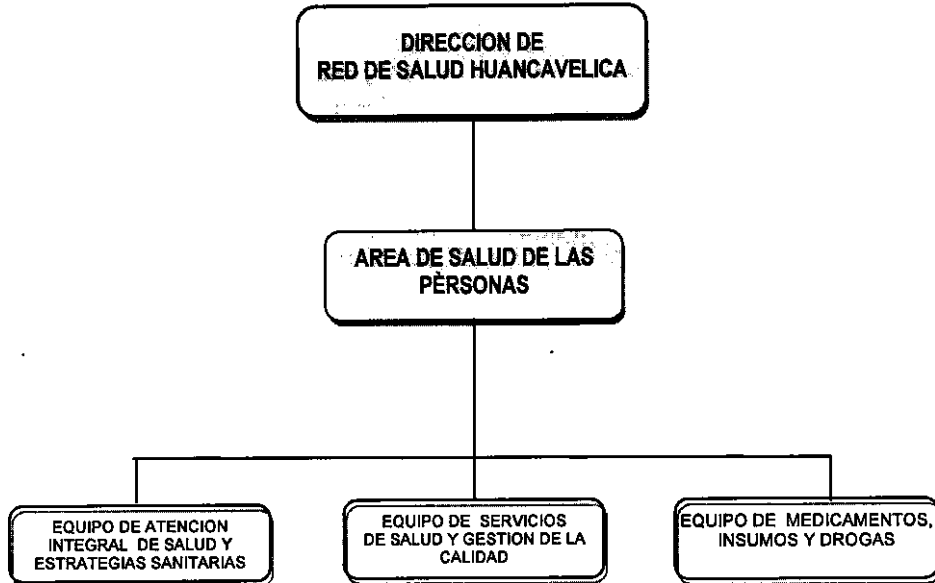 DIRECCION DE
RED DE SALUD HUANCAVELICA
AREA DE SALUD DE LAS
PÈRSONAS
EQUIPO DE ATENCION
INTEGRAL DE SALUD Y
ESTRATEGIAS SANITARIAS
EQUIPO DE SERVICIOS
DE SALUD Y GESTION DE LA
CALIDAD
EQUIPO DE MEDICAMENTOS,
INSUMOS Y DROGAS